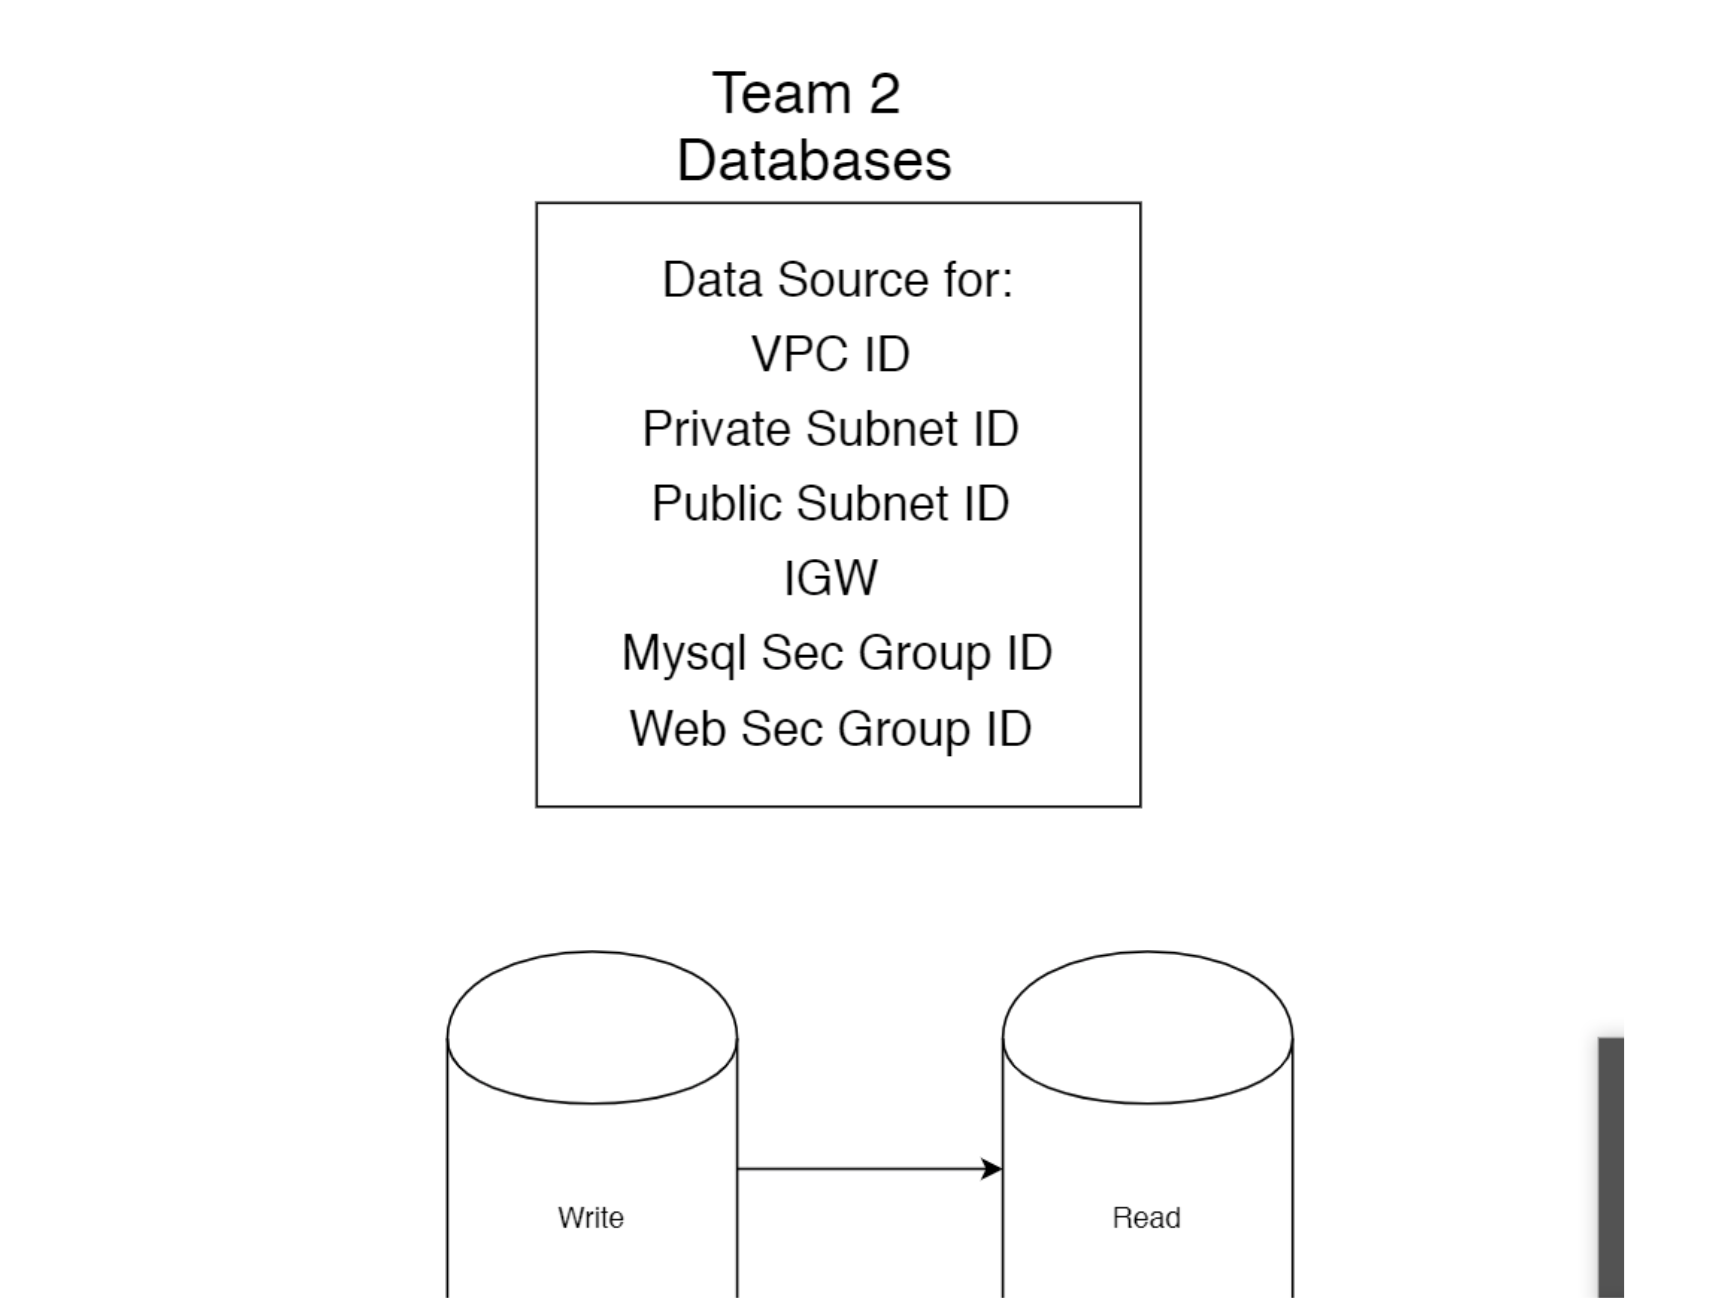 Team 2
Databases
Data Source for:
VPC ID
Private Subnet ID
Public Subnet ID
IGW
Mysql Sec Group ID
Web Sec Group ID
Write
Read